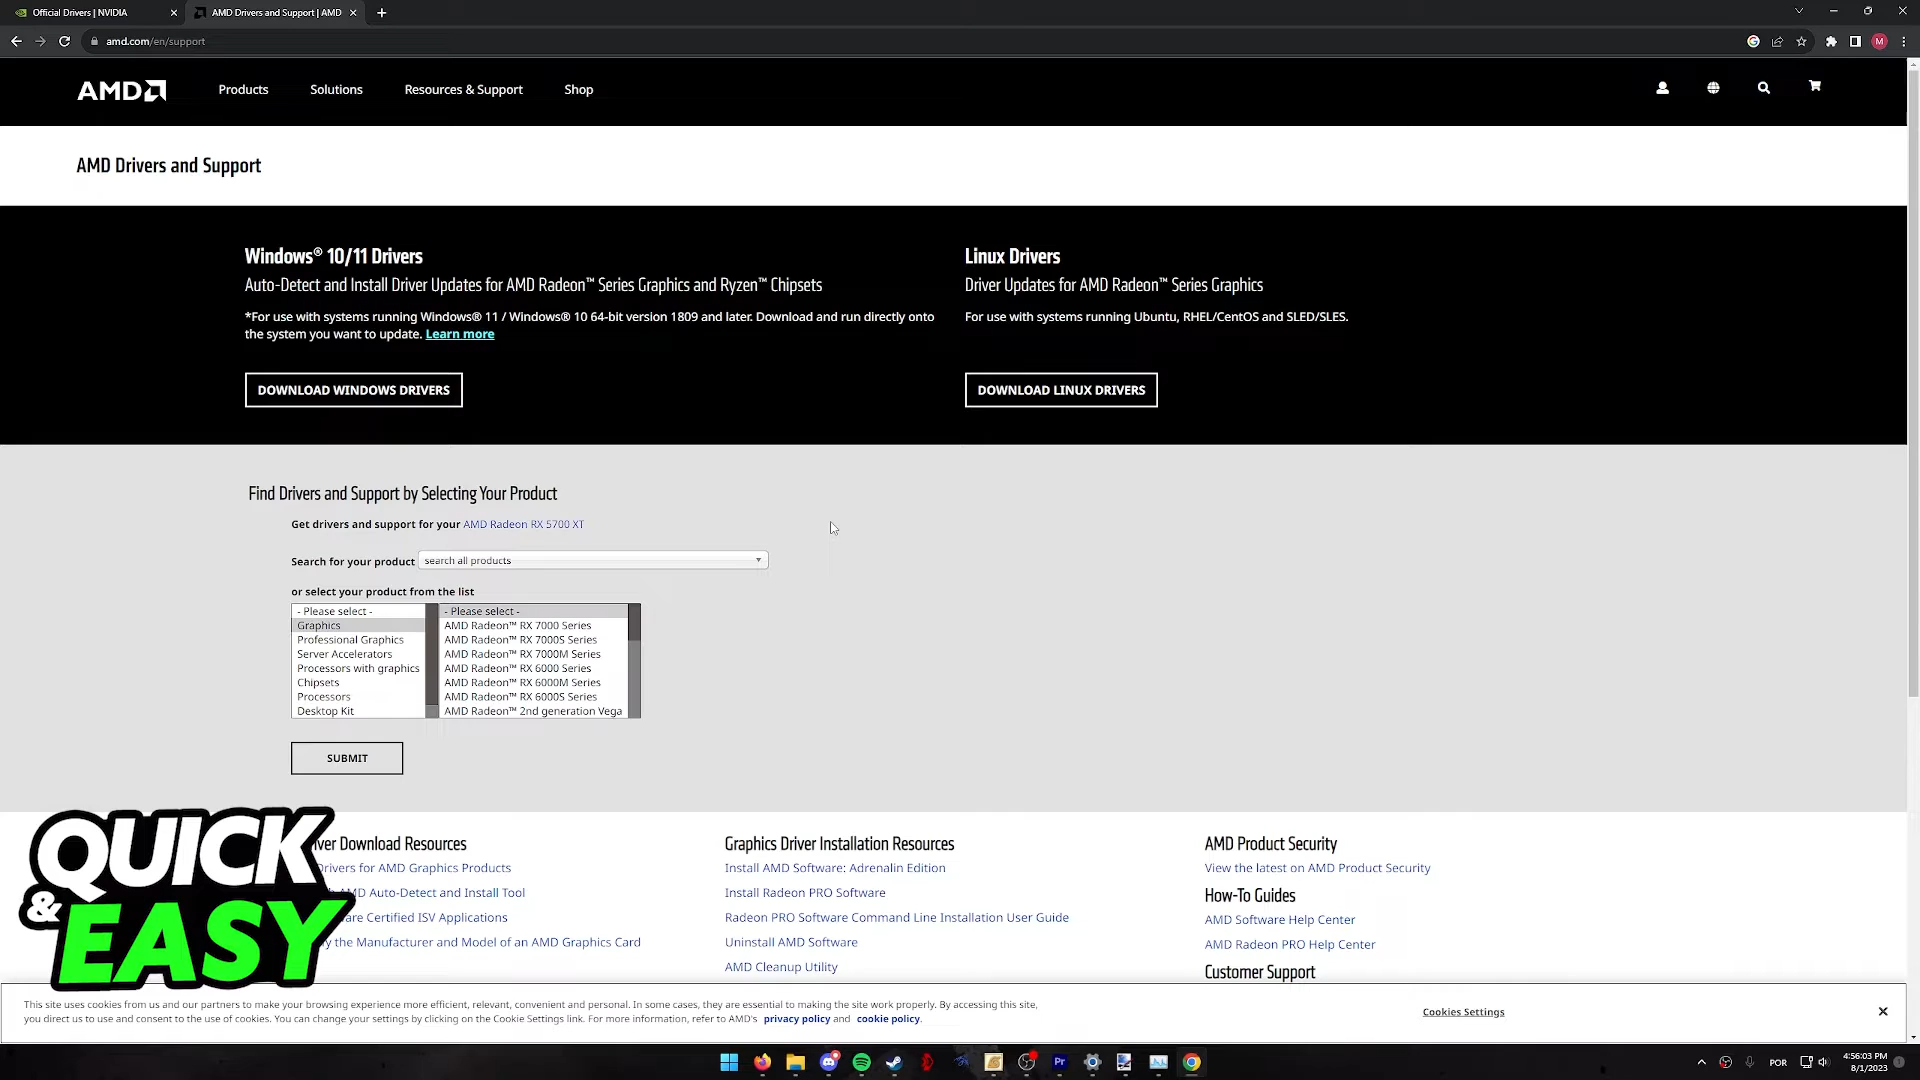 Official Drivers | NVIDIA
AMD Drivers and Support | AMD
amd.com/en/support
M
AMD
Products
Solutions
Resources & Support
Shop
AMD Drivers and Support
Windows® 10/11 Drivers
Auto-Detect and Install Driver Updates for AMD Radeon™ Series Graphics and Ryzen™ Chipsets
*For use with systems running Windows® 11 / Windows® 10 64-bit version 1809 and later. Download and run directly onto
the system you want to update. Learn more
DOWNLOAD WINDOWS DRIVERS
Linux Drivers
Driver Updates for AMD Radeon™ Series Graphics
For use with systems running Ubuntu, RHEL/CentOS and SLED/SLES.
DOWNLOAD LINUX DRIVERS
Find Drivers and Support by Selecting Your Product
Get drivers and support for your AMD Radeon RX 5700 XT
Search for your product
search all products
or select your product from the list
- Please select -
Graphics
Professional Graphics
Server Accelerators
Processors with graphics
Chipsets
Processors
Desktop Kit
- Please select -
AMD Radeon™ RX 7000 Series
AMD Radeon™ RX 7000S Series
AMD Radeon™ RX 7000M Series
AMD Radeon™ RX 6000 Series
AMD Radeon™ RX 6000M Series
AMD Radeon™ RX 6000S Series
AMD Radeon™ 2nd generation Vega
SUBMIT
QUICK
& EASY
Download Resources
Drivers for AMD Graphics Products
AMD Auto-Detect and Install Tool
Certified ISV Applications
the Manufacturer and Model of an AMD Graphics Card
Graphics Driver Installation Resources
Install AMD Software: Adrenalin Edition
Install Radeon PRO Software
Radeon PRO Software Command Line Installation User Guide
Uninstall AMD Software
AMD Cleanup Utility
AMD Product Security
View the latest on AMD Product Security
How-To Guides
AMD Software Help Center
AMD Radeon PRO Help Center
Customer Support
This site uses cookies from us and our partners to make your browsing experience more efficient, relevant, convenient and personal. In some cases, they are essential to making the site work properly. By accessing this site,
you direct us to use and consent to the use of cookies. You can change your settings by clicking on the Cookie Settings link. For more information, refer to AMD's privacy policy and cookie policy.
Cookies Settings
Pr
POR
4:56:03 PM
8/1/2023